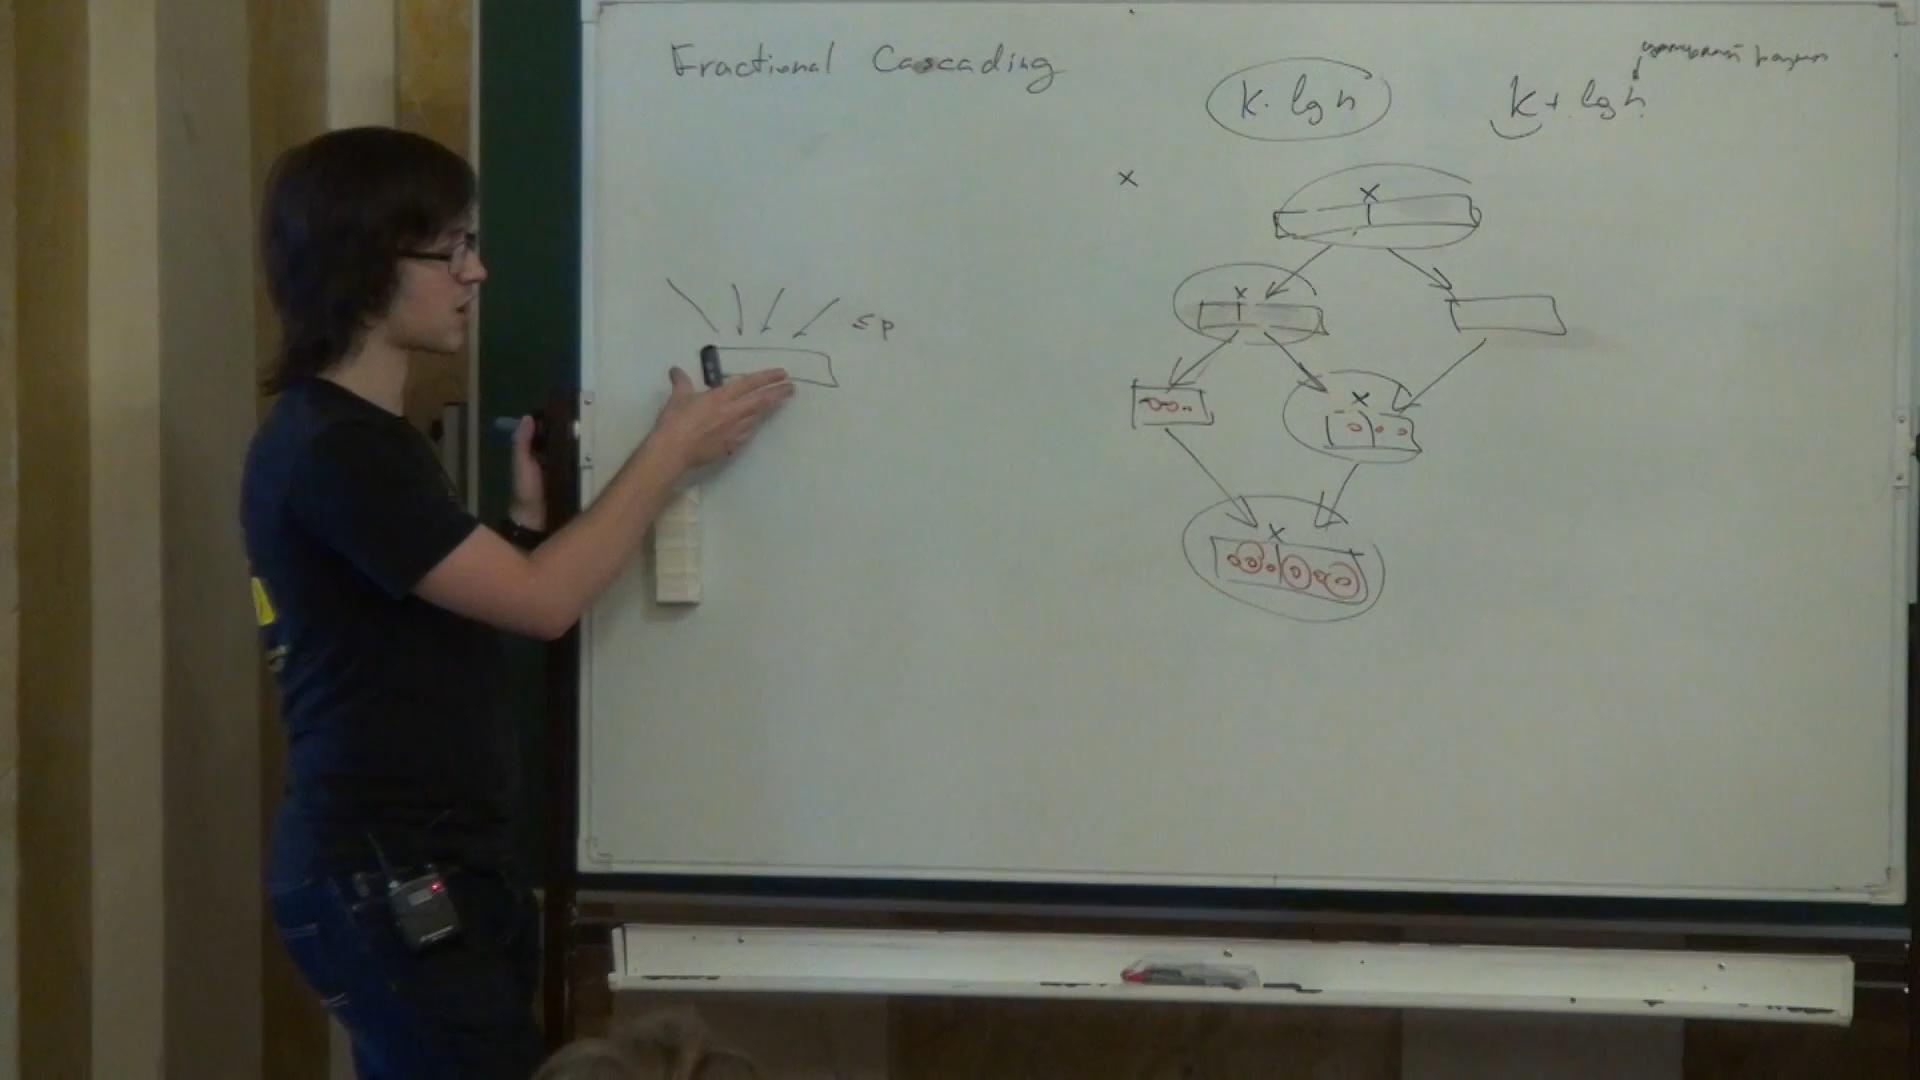 Fractional Cascading
k · lg n
k + lg n
x
x
≤ p
x
x
x